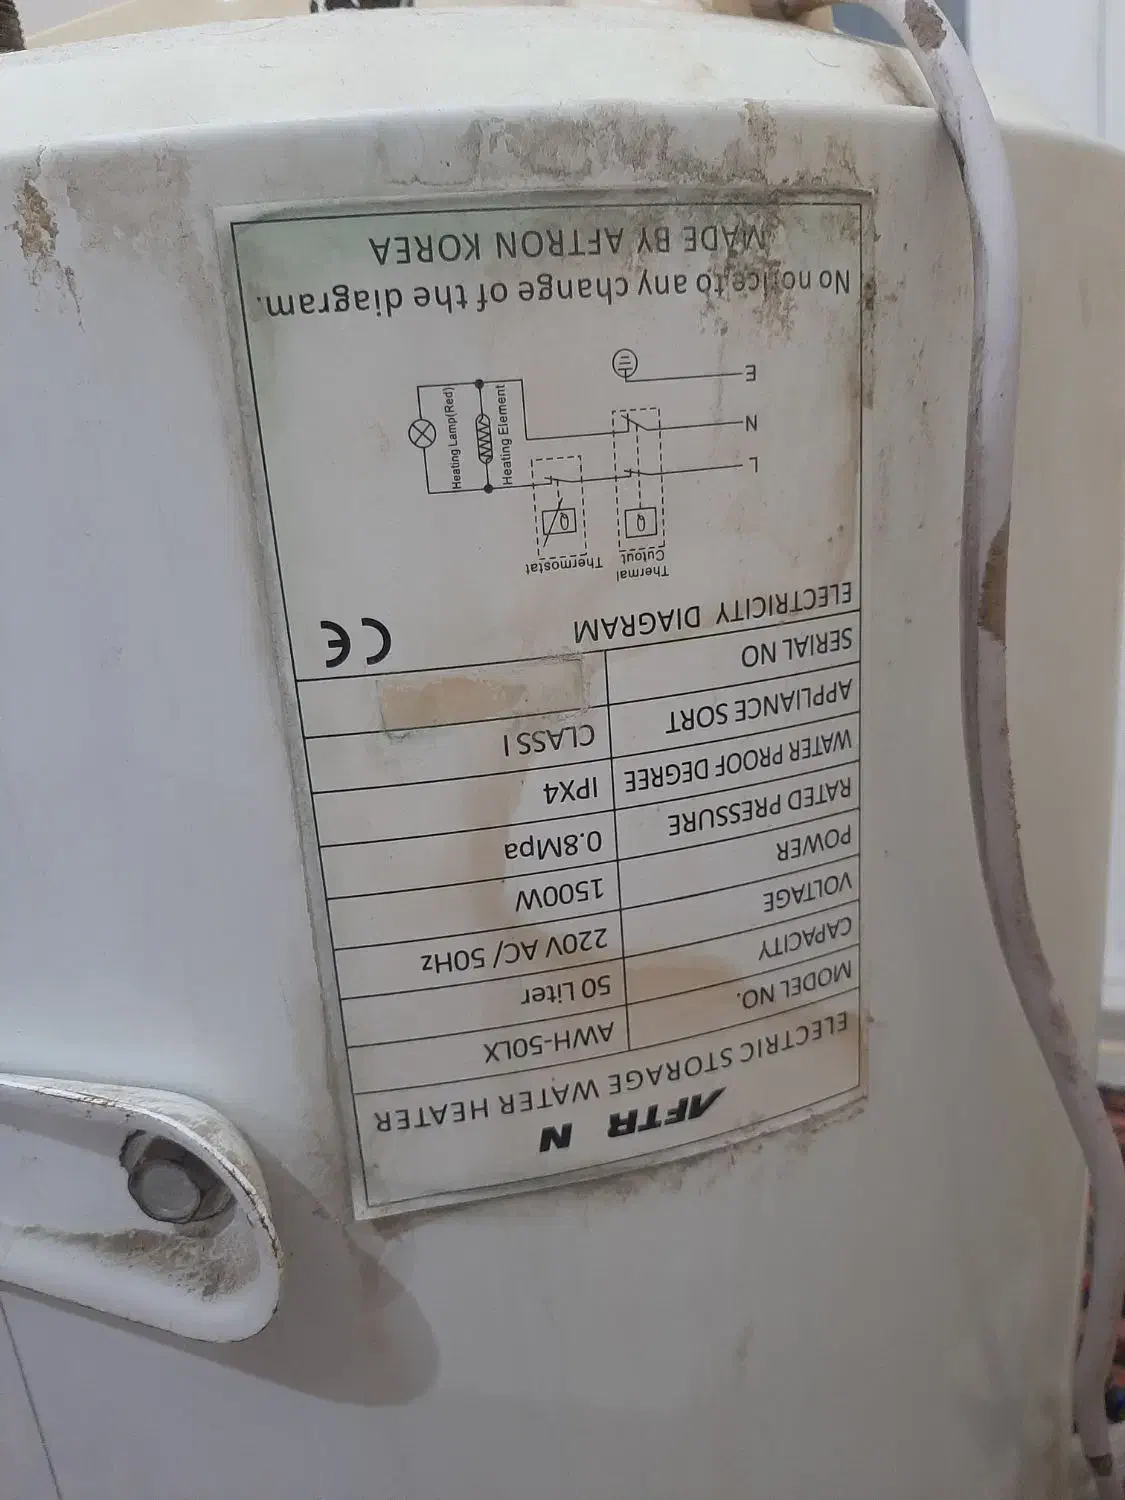 AFTR N
ELECTRIC STORAGE WATER HEATER
MODEL NO. AWH-50LX
CAPACITY 50 Liter
VOLTAGE 220V AC/ 50Hz
POWER 1500W
RATED PRESSURE 0.8Mpa
WATER PROOF DEGREE IPX4
APPLIANCE SORT CLASS I
SERIAL NO
ELECTRICITY DIAGRAM CE
Thermal
Cutout
Thermostat
Q
Q
L
N
E
Heating Element
Heating Lamp(Red)
No notice to any change of the diagram.
MADE BY AFTRON KOREA